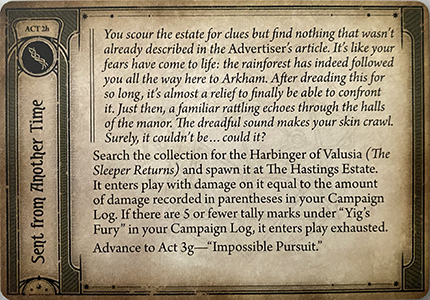 ACT 2b
Sent from Another Time
You scour the estate for clues but find nothing that wasn't
already described in the Advertiser's article. It's like your
fears have come to life: the rainforest has indeed followed
you all the way here to Arkham. After dreading this for
so long, it's almost a relief to finally be able to confront
it. Just then, a familiar rattling echoes through the halls
of the manor. The dreadful sound makes your skin crawl.
Surely, it couldn't be… could it?
Search the collection for the Harbinger of Valusia (The
Sleeper Returns) and spawn it at The Hastings Estate.
It enters play with damage on it equal to the amount
of damage recorded in parentheses in your Campaign
Log. If there are 5 or fewer tally marks under “Yig's
Fury” in your Campaign Log, it enters play exhausted.
Advance to Act 3g—“Impossible Pursuit.”